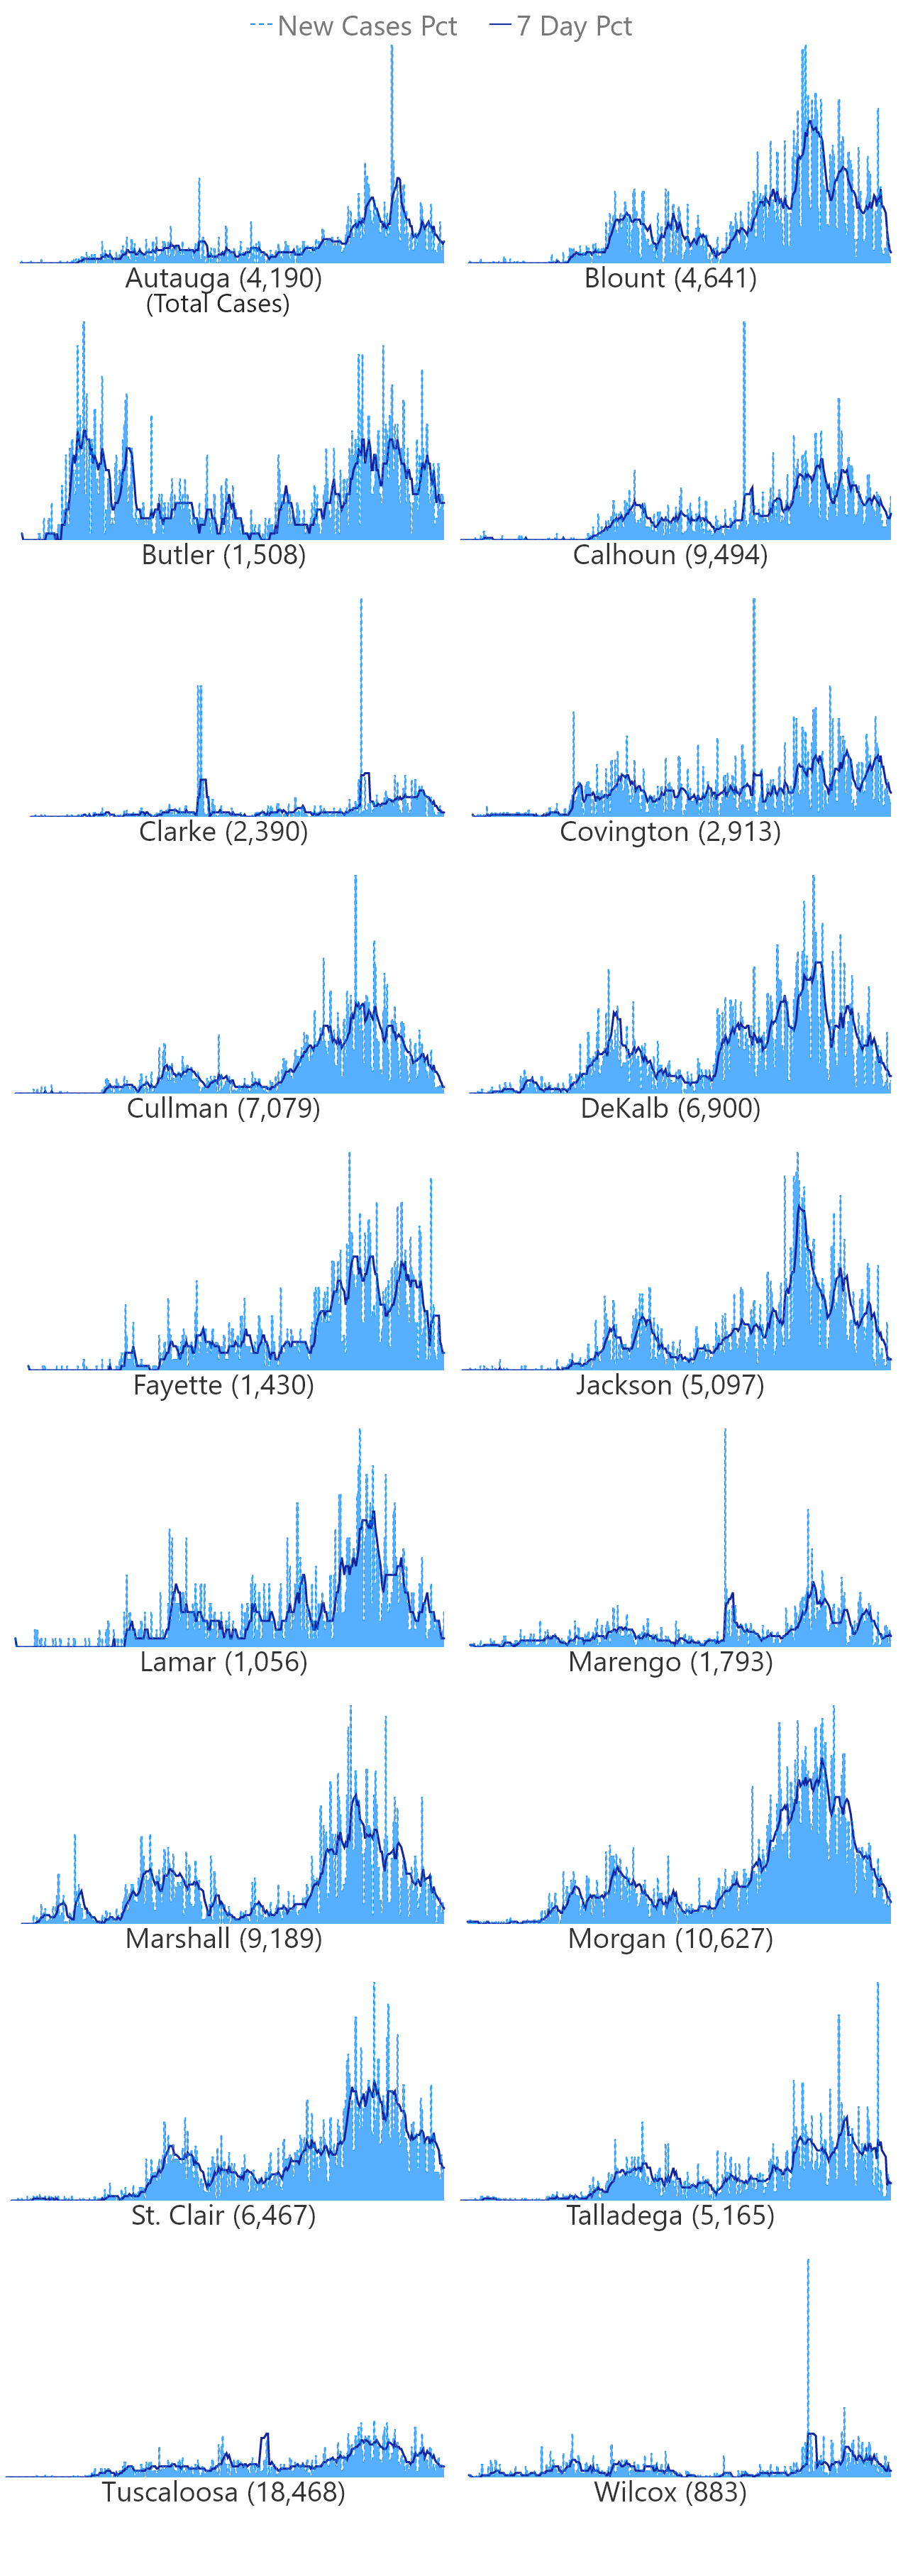 New Cases Pct 7 Day Pct
Autauga (4,190) Blount (4,641)
(Total Cases)
Butler (1,508) Calhoun (9,494)
Clarke (2,390) Covington (2,913)
Cullman (7,079) DeKalb (6,900)
Fayette (1,430) Jackson (5,097)
Lamar (1,056) Marengo (1,793)
Marshall (9,189) Morgan (10,627)
St. Clair (6,467) Talladega (5,165)
Tuscaloosa (18,468) Wilcox (883)